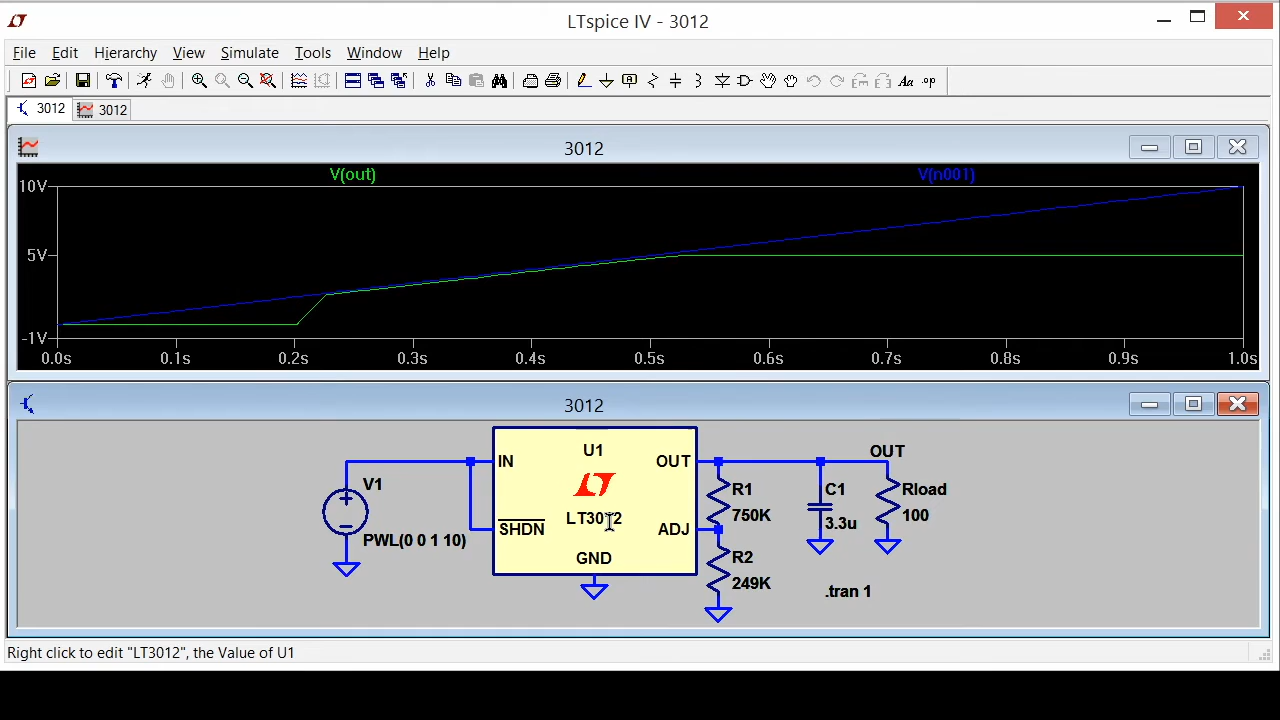 LTspice IV - 3012
File Edit Hierarchy View Simulate Tools Window Help
3012 3012
3012
V(out) V(n001)
10V
5V
-1V
0.0s 0.1s 0.2s 0.3s 0.4s 0.5s 0.6s 0.7s 0.8s 0.9s 1.0s
3012
U1
IN OUT
LT3012
SHDN ADJ
GND
V1
PWL(0 0 1 10)
R1
750K
R2
249K
C1
3.3u
OUT
Rload
100
.tran 1
Right click to edit "LT3012", the Value of U1